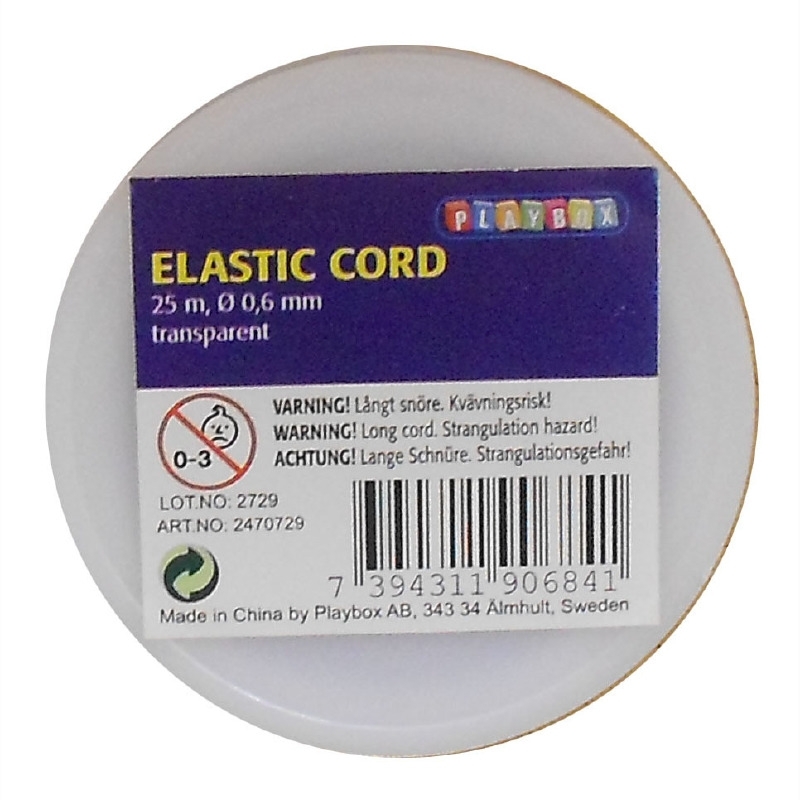 PLAYBOX
ELASTIC CORD
25 m, Ø 0,6 mm
transparent
VARNING! Långt snöre. Kvävningsrisk!
WARNING! Long cord. Strangulation hazard!
ACHTUNG! Lange Schnüre. Strangulationsgefahr!
0-3
LOT.NO: 2729
ART.NO: 2470729
7 394311 906841
Made in China by Playbox AB, 343 34 Älmhult, Sweden